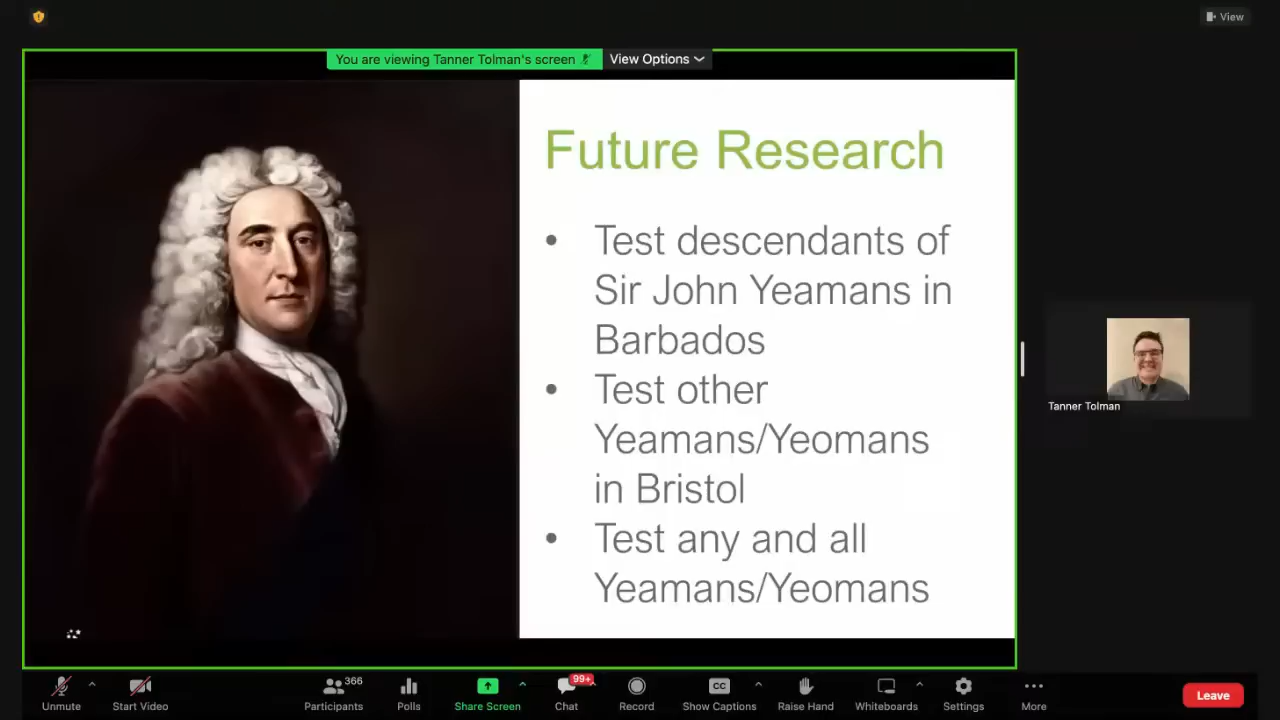 View
You are viewing Tanner Tolman's screen
View Options
Future Research
• Test descendants of
Sir John Yeamans in
Barbados
• Test other
Yeamans/Yeomans
in Bristol
• Test any and all
Yeamans/Yeomans
Tanner Tolman
Unmute
Start Video
366
Participants
Polls
Share Screen
99+
Chat
Record
CC
Show Captions
Raise Hand
Whiteboards
Settings
More
Leave